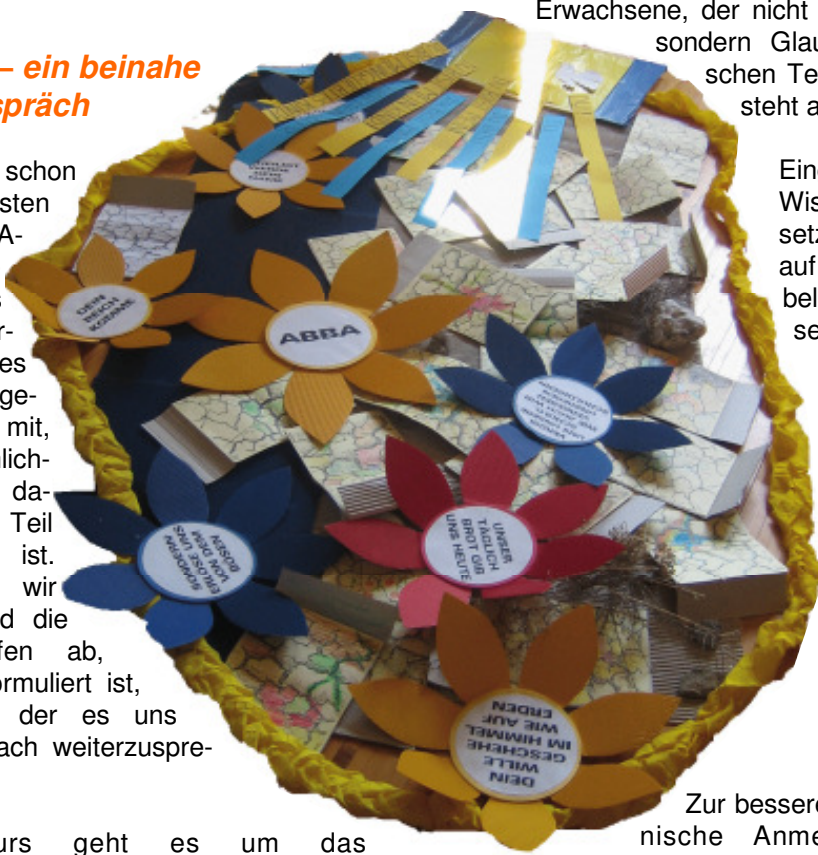 – ein beinahe
spräch
schon
sten
A-
s
r-
es
ge-
mit,
lich-
da-
Teil
ist.
wir
d die
fen ab,
ormuliert ist,
der es uns
ach weiterzuspre-
urs geht es um das
DEIN
REICH
KOMME
ABBA
UNSER
TÄGLICH
BROT GIB
UNS HEUTE
SONDERN
ERLÖSE UNS
VON DEM
BÖSEN
DEIN
WILLE
GESCHEHE
IM HIMMEL
WIE AUF
ERDEN
Erwachsene, der nicht
sondern Glau
schen Te
steht a
Eine
Wis
setz
auf
bel
se
Zur bessere
nische Anme